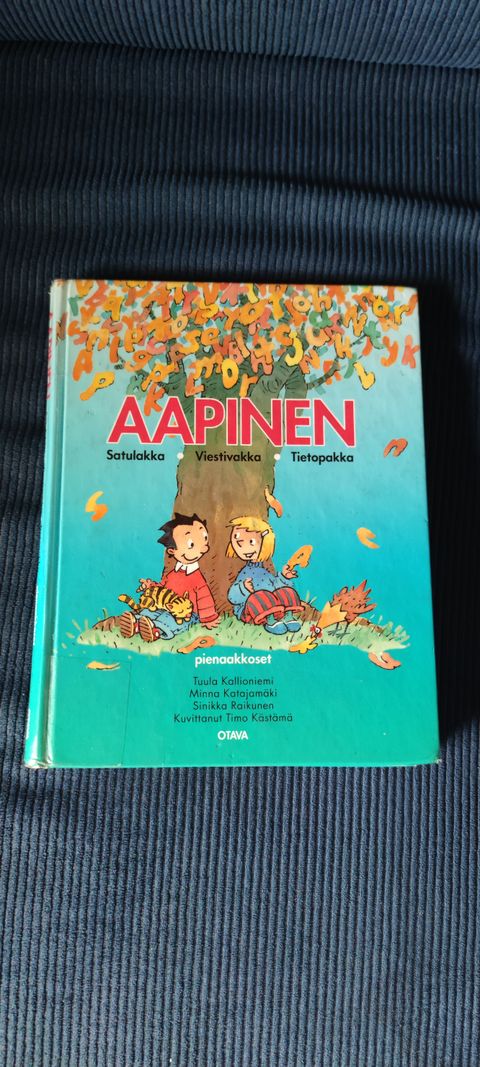 AAPINEN
Satulakka • Viestivakka • Tietopakka
pienaakkoset
Tuula Kallioniemi
Minna Katajamäki
Sinikka Raikunen
Kuvittanut Timo Kästämä
OTAVA